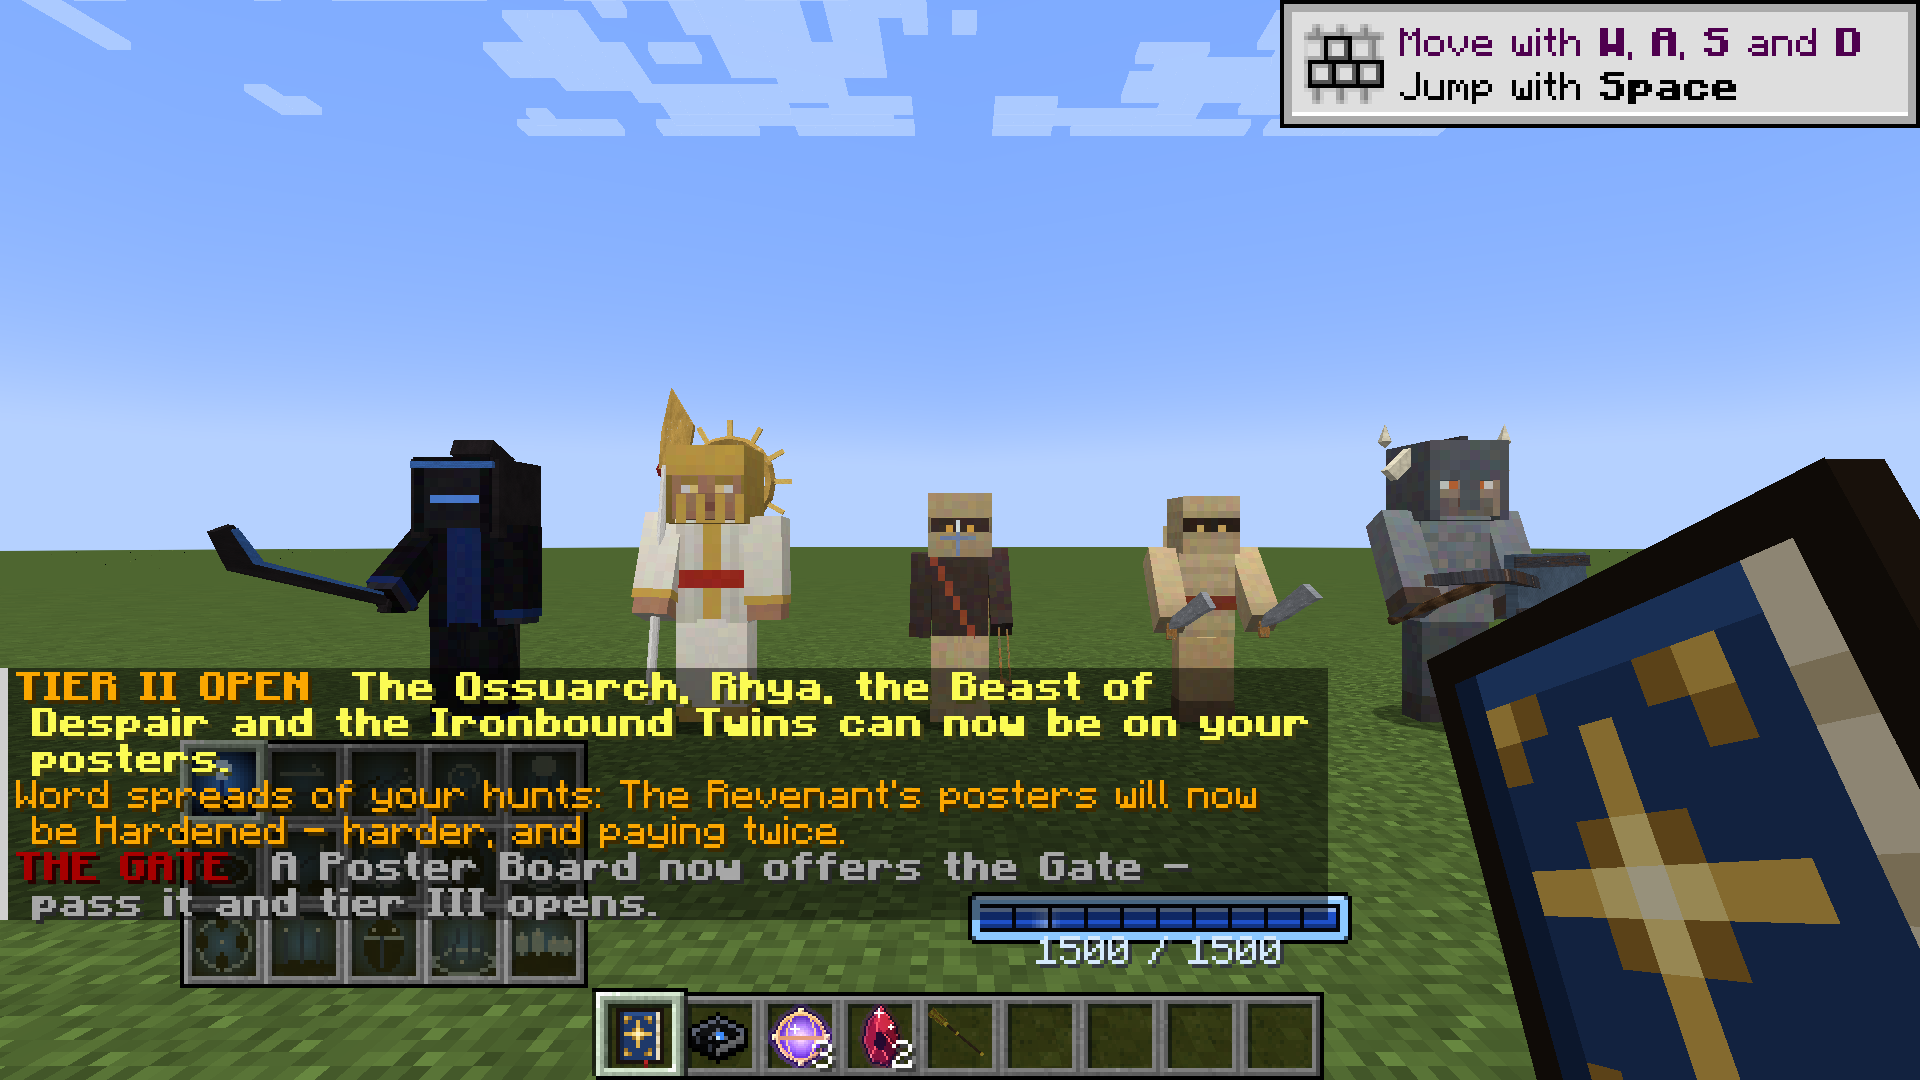 Move with W, A, S and D
Jump with Space
TIER II OPEN The Ossuarch, Rhya, the Beast of
Despair and the Ironbound Twins can now be on your
posters.
Word spreads of your hunts: The Revenant's posters will now
be Hardened – harder, and paying twice.
THE GATE A Poster Board now offers the Gate –
pass it and tier III opens.
1500 / 1500
3
2